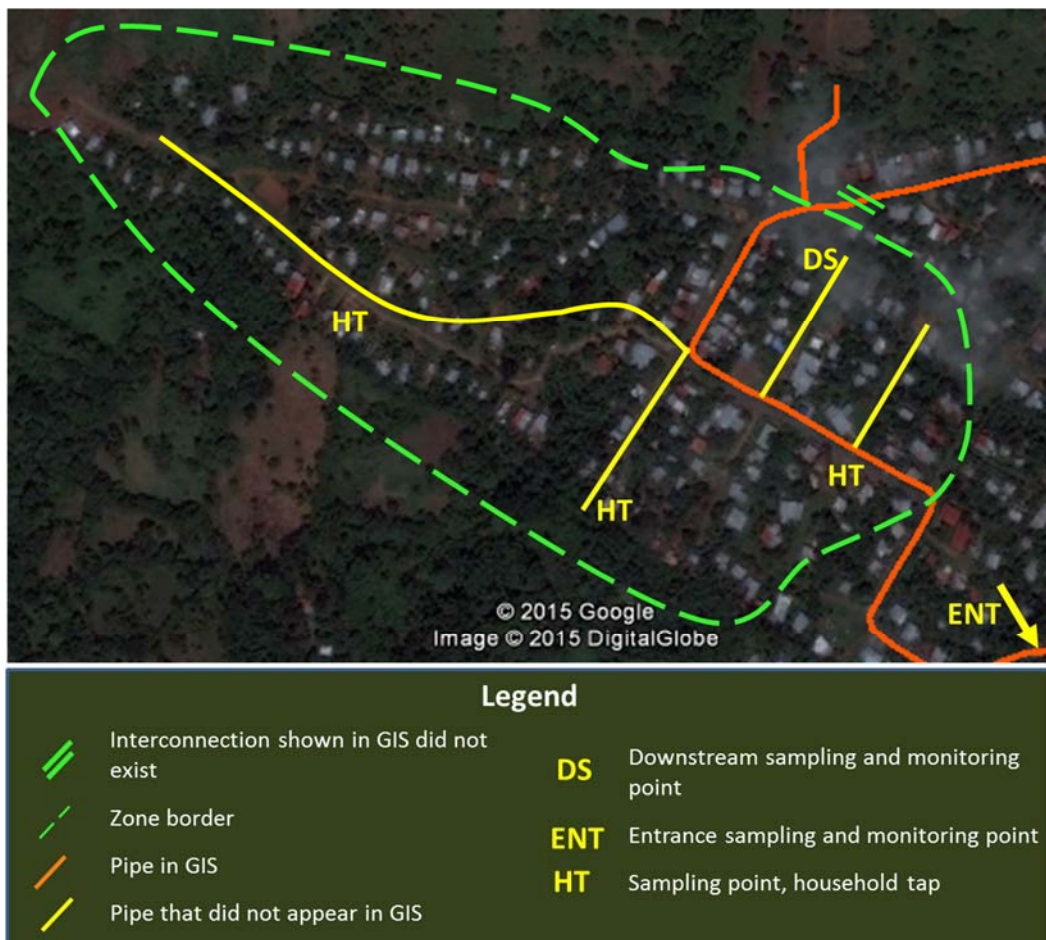 DS
HT
HT
HT
ENT
© 2015 Google
Image © 2015 DigitalGlobe
Legend
Interconnection shown in GIS did not
exist
Zone border
Pipe in GIS
Pipe that did not appear in GIS
DS
Downstream sampling and monitoring
point
ENT
Entrance sampling and monitoring point
HT
Sampling point, household tap